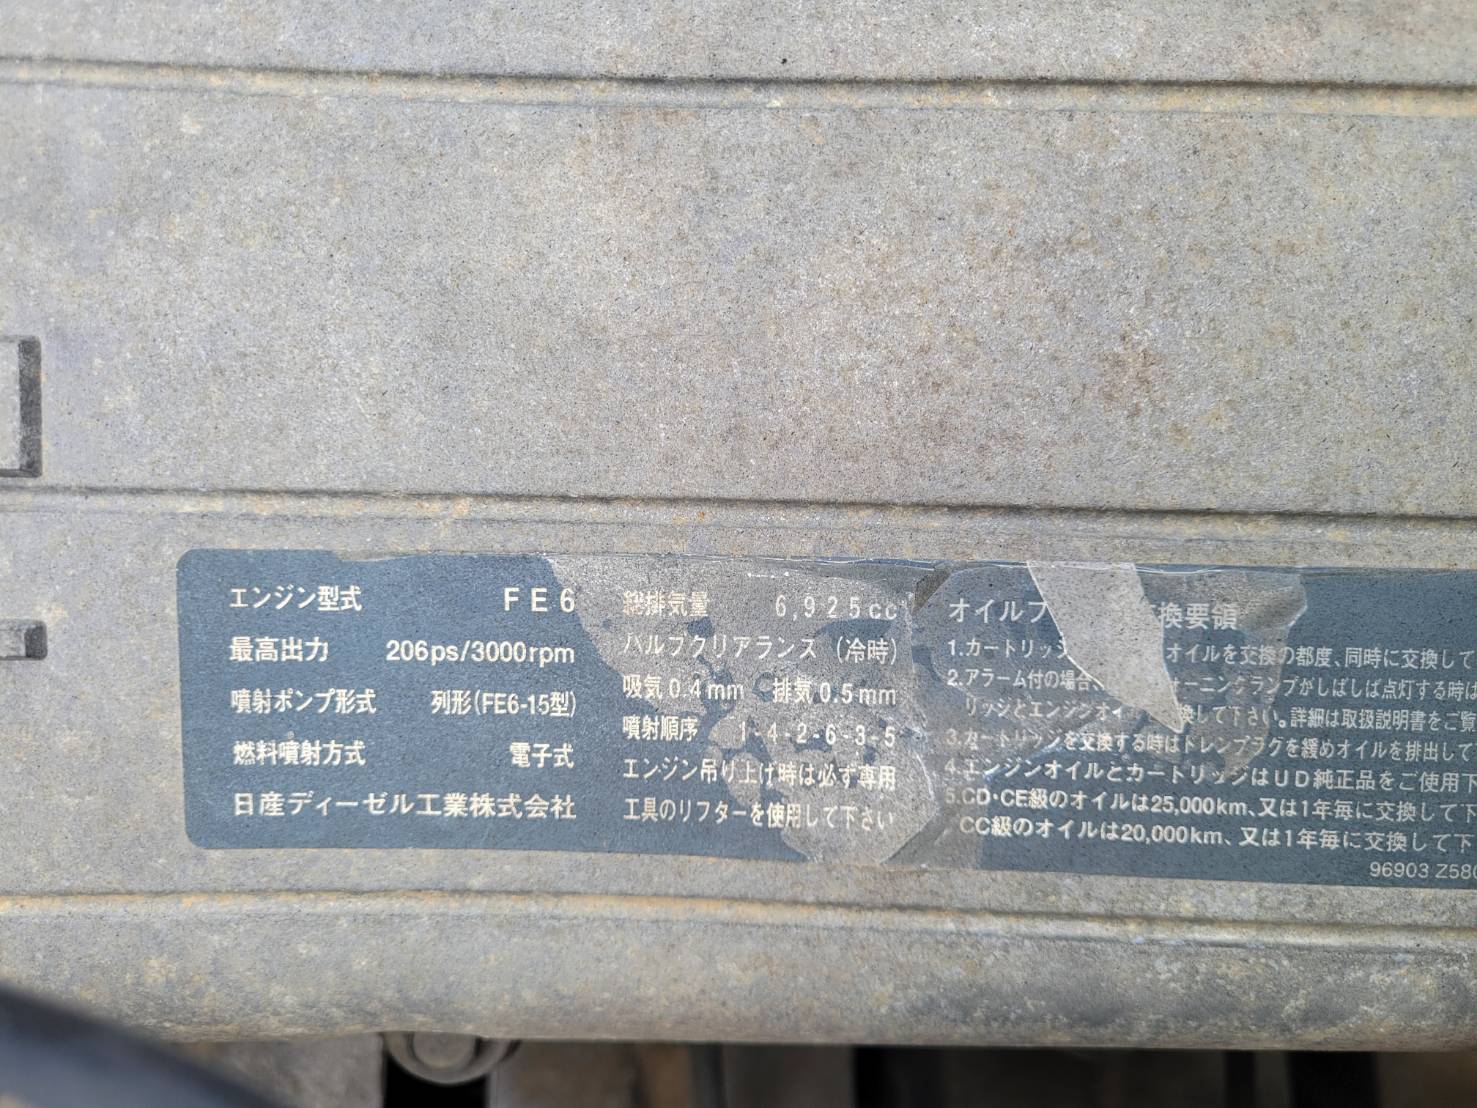 エンジン型式 FE6
最高出力 206ps/3000rpm
噴射ポンプ形式 列形(FE6-15型)
燃料噴射方式 電子式
日産ディーゼル工業株式会社
総排気量 6,925cc
バルブクリアランス(冷時)
吸気0.4mm 排気0.5mm
噴射順序 1-4-2-6-3-5
エンジン吊り上げ時は必ず専用
工具のリフターを使用して下さい
オイルフ 換要領
1.カートリッジ オイルを交換の都度、同時に交換して
2.アラーム付の場合、 オーニングランプがしばしば点灯する時は
リッジとエンジンオイ 換して下さい。詳細は取扱説明書をご覧
3.カートリッジを交換する時はドレンプラグを緩めオイルを排出して
4.エンジンオイルとカートリッジはUD純正品をご使用下
5.CD・CE級のオイルは25,000km、又は1年毎に交換して下
CC級のオイルは20,000km、又は1年毎に交換して下
96903 Z580